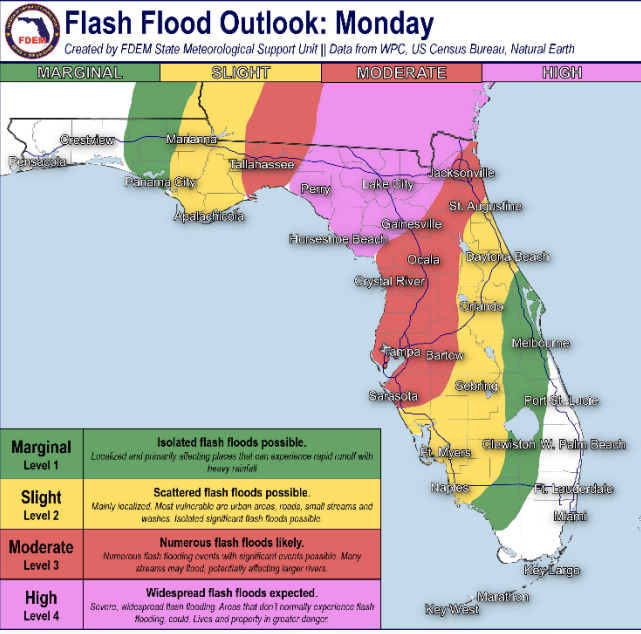 FDEM
Flash Flood Outlook: Monday
Created by FDEM State Meteorological Support Unit || Data from WPC, US Census Bureau, Natural Earth
MARGINAL SLIGHT MODERATE HIGH
Crestview
Marianna
Pensacola
Tallahassee
Jacksonville
Panama City
Perry
Lake City
Apalachicola
St. Augustine
Gainesville
Horseshoe Beach
Ocala
Daytona Beach
Crystal River
Orlando
Melbourne
Tampa
Bartow
Sebring
Sarasota
Port St. Lucie
Clewiston
W. Palm Beach
Ft. Myers
Naples
Ft. Lauderdale
Miami
Key Largo
Marathon
Key West
Marginal
Level 1
Isolated flash floods possible.
Localized and primarily affecting places that can experience rapid runoff with
heavy rainfall
Slight
Level 2
Scattered flash floods possible.
Mainly localized. Most vulnerable are urban areas, roads, small streams and
washes. Isolated significant flash floods possible.
Moderate
Level 3
Numerous flash floods likely.
Numerous flash flooding events with significant events possible. Many
streams may flood, potentially affecting larger rivers.
High
Level 4
Widespread flash floods expected.
Severe, widespread flash flooding. Areas that don't normally experience flash
flooding, could. Lives and property in greater danger.